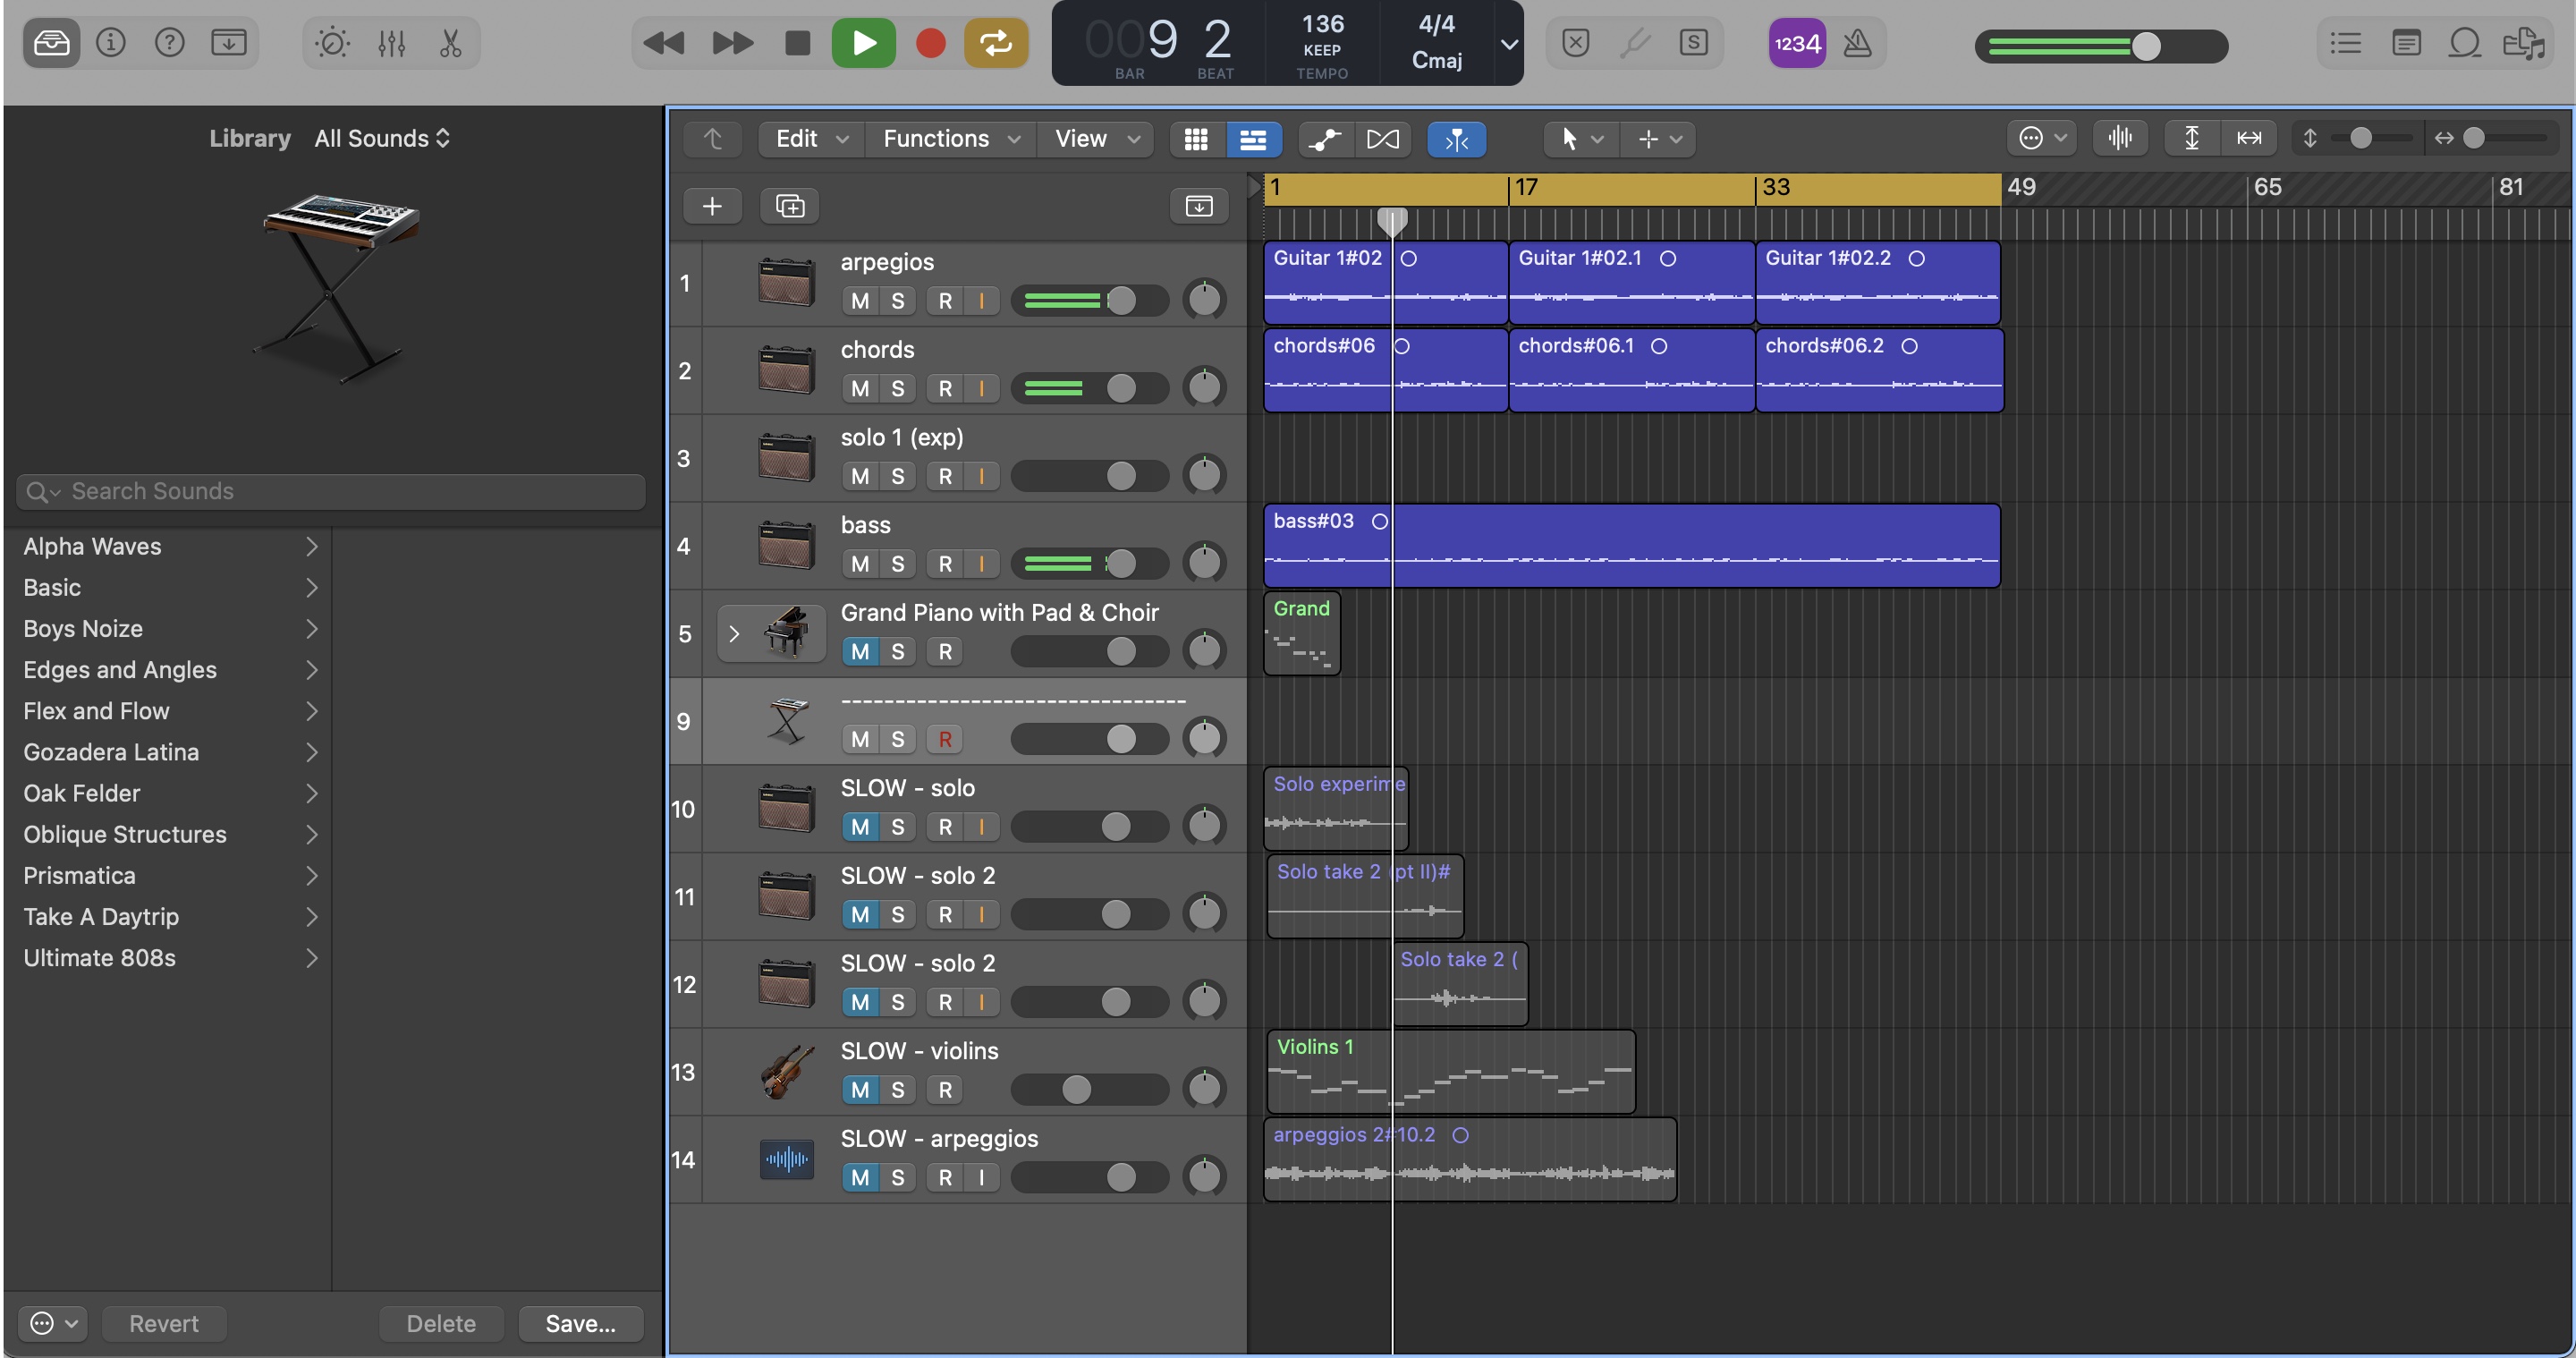 009 2
BAR BEAT
136
KEEP
TEMPO
4/4
Cmaj
S
1234
Library All Sounds
Edit Functions View
1 17 33 49 65 81
Search Sounds
Alpha Waves
Basic
Boys Noize
Edges and Angles
Flex and Flow
Gozadera Latina
Oak Felder
Oblique Structures
Prismatica
Take A Daytrip
Ultimate 808s
Revert Delete Save...
1 arpegios
M S R I
Guitar 1#02 Guitar 1#02.1 Guitar 1#02.2
2 chords
M S R I
chords#06 chords#06.1 chords#06.2
3 solo 1 (exp)
M S R I
4 bass
M S R I
bass#03
5 Grand Piano with Pad & Choir
M S R
Grand
9 --------------------------------
M S R
10 SLOW - solo
M S R I
Solo experime
11 SLOW - solo 2
M S R I
Solo take 2 (pt II)#
12 SLOW - solo 2
M S R I
Solo take 2 (
13 SLOW - violins
M S R
Violins 1
14 SLOW - arpeggios
M S R I
arpeggios 2#10.2